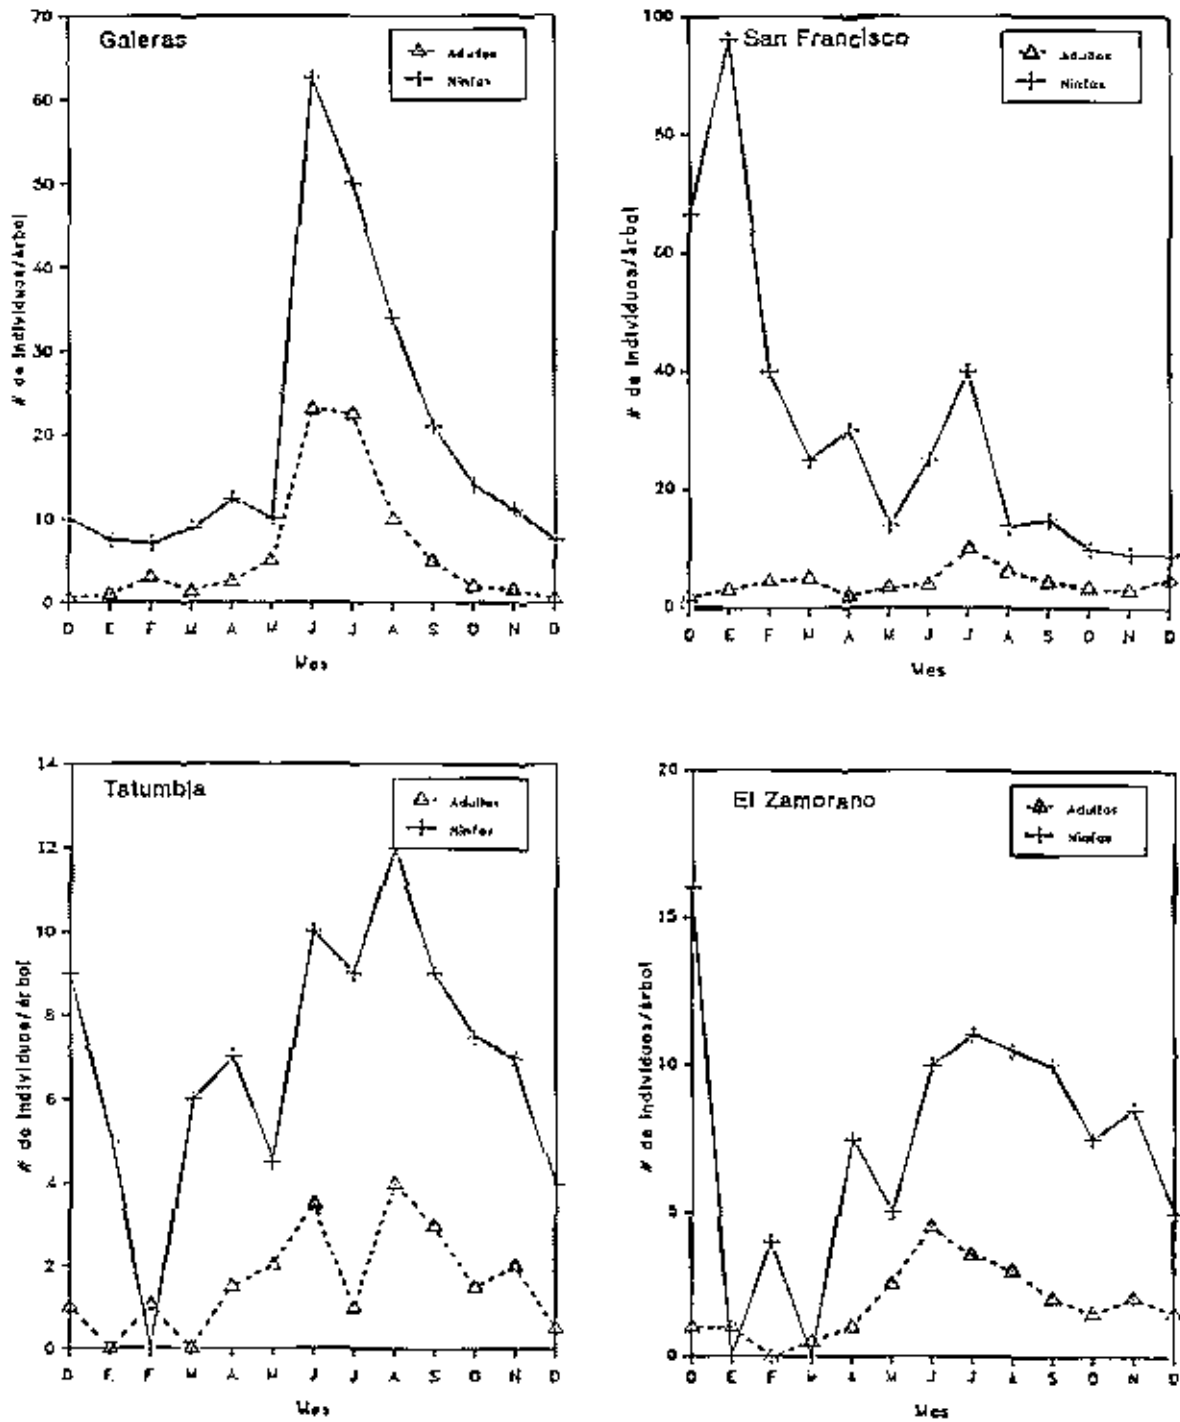 70
Galeras
Adultos
Ninfas
60
50
40
30
20
10
0
# de individuos/árbol
D E F M A M J J A S O N D
Mes
100
San Francisco
Adultos
Ninfas
80
60
40
20
0
# de individuos/árbol
D E F M A M J J A S O N D
Mes
14
Tatumbla
Adultos
Ninfas
12
10
8
6
4
2
0
# de individuos/árbol
D E F M A M J J A S O N D
Mes
20
El Zamorano
Adultos
Ninfas
15
10
5
0
# de individuos/árbol
D E F M A M J J A S O N D
Mes